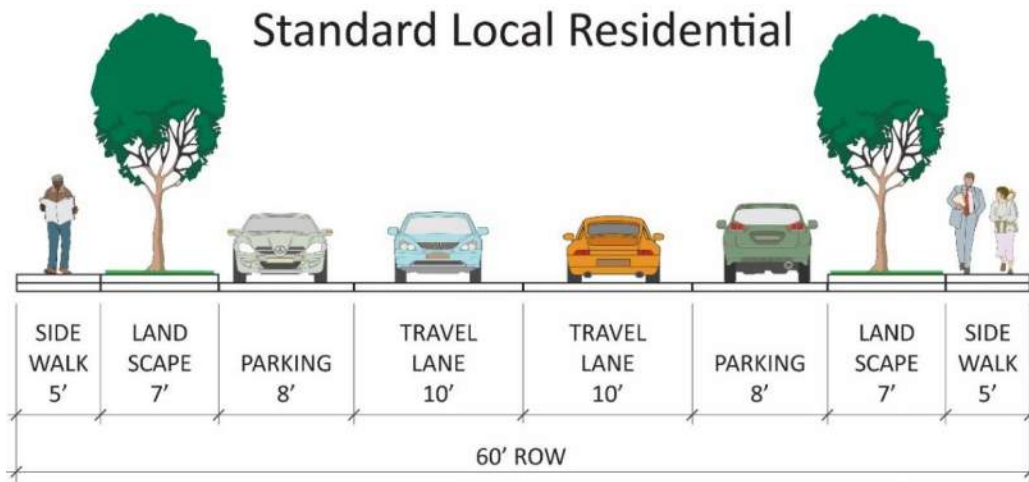 Standard Local Residential
SIDE
WALK
5’
LAND
SCAPE
7’
PARKING
8’
TRAVEL
LANE
10’
TRAVEL
LANE
10’
PARKING
8’
LAND
SCAPE
7’
SIDE
WALK
5’
60’ ROW